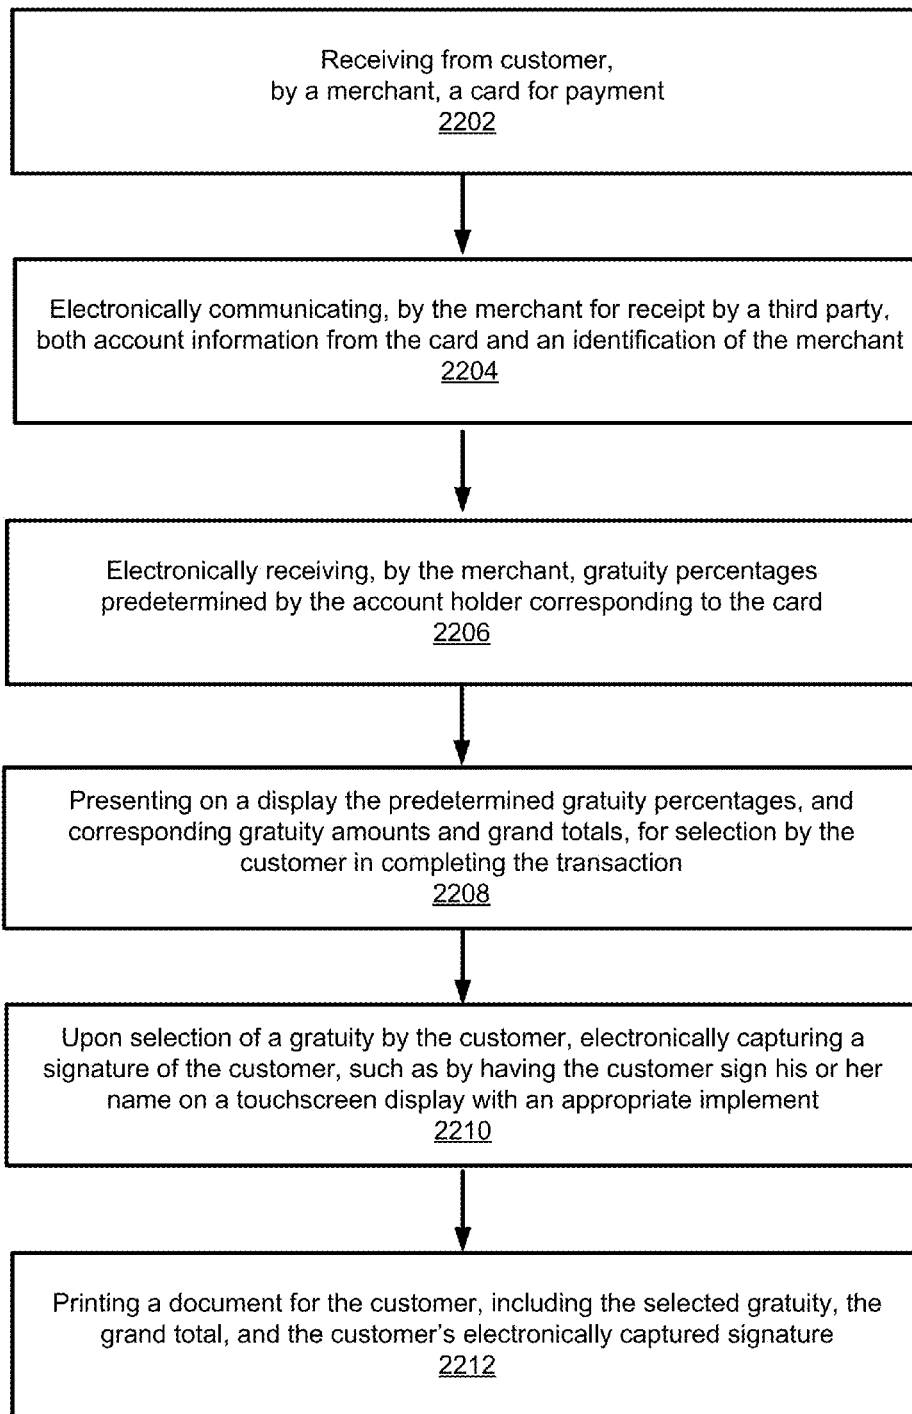 Receiving from customer,
by a merchant, a card for payment
2202
Electronically communicating, by the merchant for receipt by a third party,
both account information from the card and an identification of the merchant
2204
Electronically receiving, by the merchant, gratuity percentages
predetermined by the account holder corresponding to the card
2206
Presenting on a display the predetermined gratuity percentages, and
corresponding gratuity amounts and grand totals, for selection by the
customer in completing the transaction
2208
Upon selection of a gratuity by the customer, electronically capturing a
signature of the customer, such as by having the customer sign his or her
name on a touchscreen display with an appropriate implement
2210
Printing a document for the customer, including the selected gratuity, the
grand total, and the customer's electronically captured signature
2212